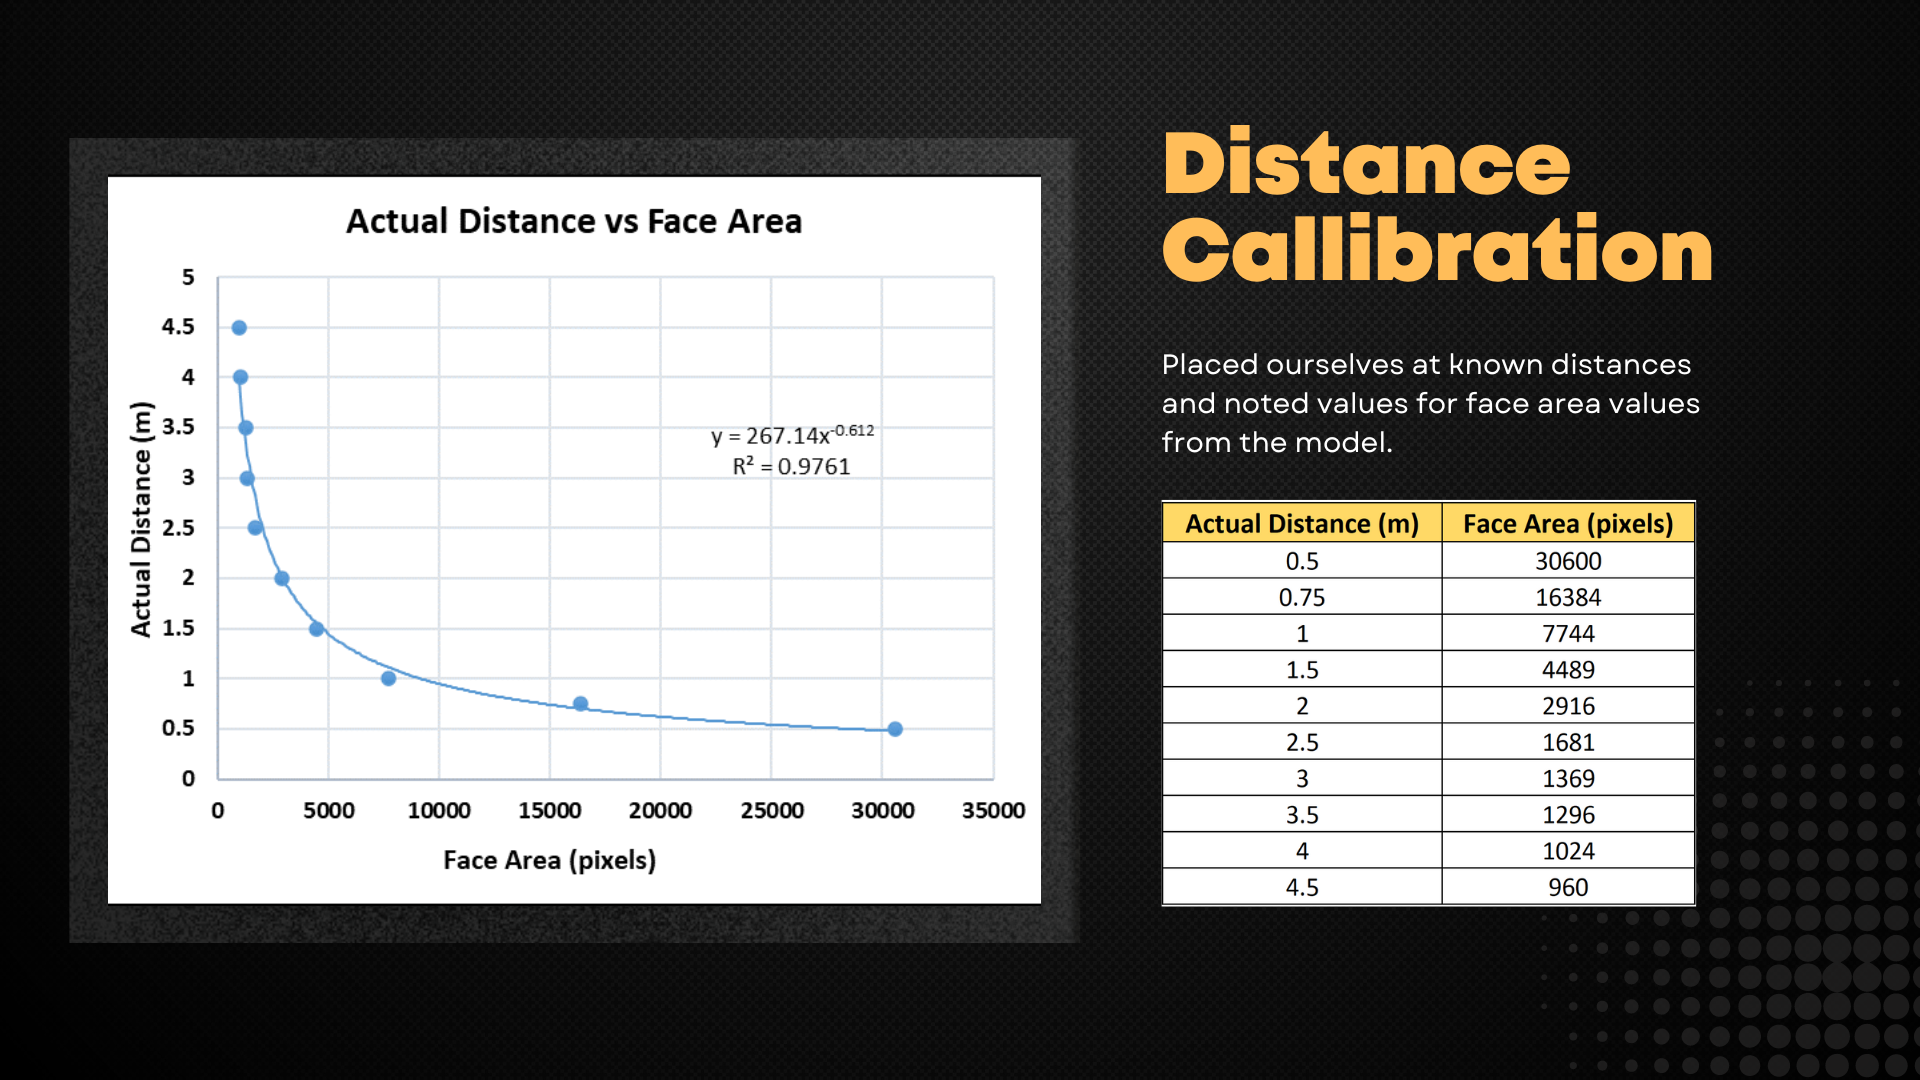 Actual Distance vs Face Area
5
4.5
4
3.5
3
2.5
2
1.5
1
0.5
0
Actual Distance (m)
y = 267.14x^-0.612
R² = 0.9761
0 5000 10000 15000 20000 25000 30000 35000
Face Area (pixels)
Distance
Callibration
Placed ourselves at known distances
and noted values for face area values
from the model.
Actual Distance (m) Face Area (pixels)
0.5 30600
0.75 16384
1 7744
1.5 4489
2 2916
2.5 1681
3 1369
3.5 1296
4 1024
4.5 960